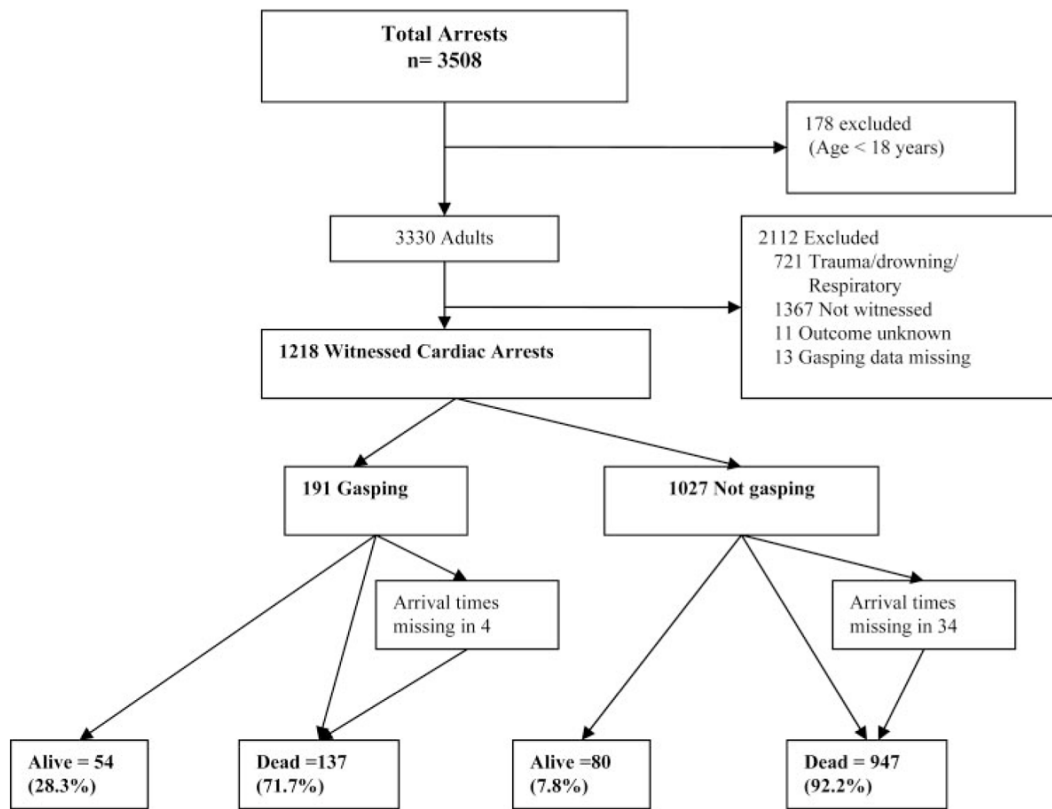 Total Arrests
n= 3508
178 excluded
(Age < 18 years)
3330 Adults
2112 Excluded
721 Trauma/drowning/
Respiratory
1367 Not witnessed
11 Outcome unknown
13 Gasping data missing
1218 Witnessed Cardiac Arrests
191 Gasping
1027 Not gasping
Arrival times
missing in 4
Arrival times
missing in 34
Alive = 54
(28.3%)
Dead =137
(71.7%)
Alive =80
(7.8%)
Dead = 947
(92.2%)